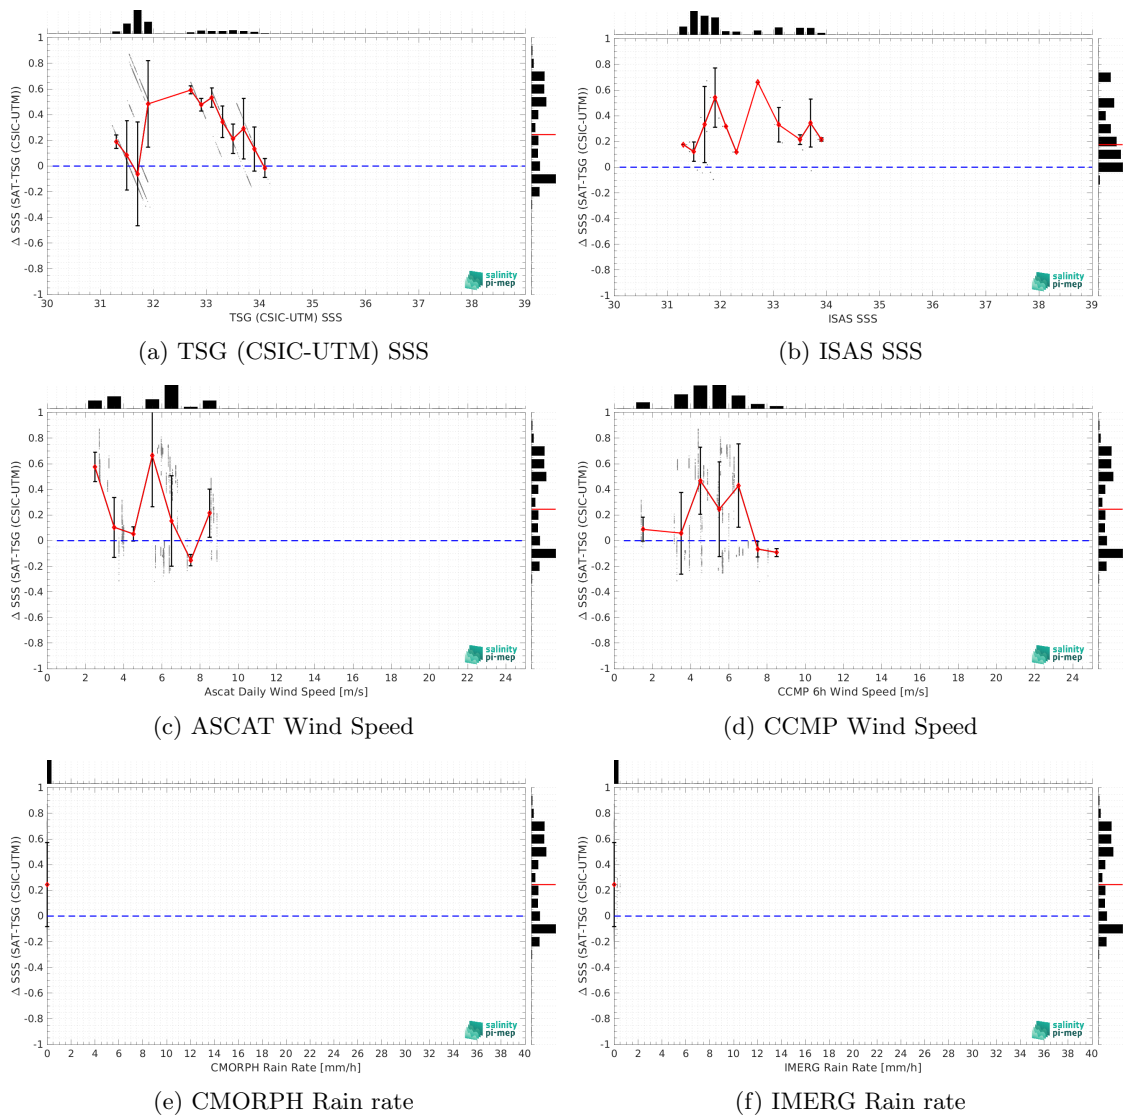 1
0.8
0.6
0.4
0.2
0
-0.2
-0.4
-0.6
-0.8
-1
Δ SSS (SAT-TSG (CSIC-UTM))
30 31 32 33 34 35 36 37 38 39
TSG (CSIC-UTM) SSS
salinity
pi-mep
(a) TSG (CSIC-UTM) SSS
1
0.8
0.6
0.4
0.2
0
-0.2
-0.4
-0.6
-0.8
-1
Δ SSS (SAT-TSG (CSIC-UTM))
30 31 32 33 34 35 36 37 38 39
ISAS SSS
salinity
pi-mep
(b) ISAS SSS
1
0.8
0.6
0.4
0.2
0
-0.2
-0.4
-0.6
-0.8
-1
Δ SSS (SAT-TSG (CSIC-UTM))
0 2 4 6 8 10 12 14 16 18 20 22 24
Ascat Daily Wind Speed [m/s]
salinity
pi-mep
(c) ASCAT Wind Speed
1
0.8
0.6
0.4
0.2
0
-0.2
-0.4
-0.6
-0.8
-1
Δ SSS (SAT-TSG (CSIC-UTM))
0 2 4 6 8 10 12 14 16 18 20 22 24
CCMP 6h Wind Speed [m/s]
salinity
pi-mep
(d) CCMP Wind Speed
1
0.8
0.6
0.4
0.2
0
-0.2
-0.4
-0.6
-0.8
-1
Δ SSS (SAT-TSG (CSIC-UTM))
0 2 4 6 8 10 12 14 16 18 20 22 24 26 28 30 32 34 36 38 40
CMORPH Rain Rate [mm/h]
salinity
pi-mep
(e) CMORPH Rain rate
1
0.8
0.6
0.4
0.2
0
-0.2
-0.4
-0.6
-0.8
-1
Δ SSS (SAT-TSG (CSIC-UTM))
0 2 4 6 8 10 12 14 16 18 20 22 24 26 28 30 32 34 36 38 40
IMERG Rain Rate [mm/h]
salinity
pi-mep
(f) IMERG Rain rate